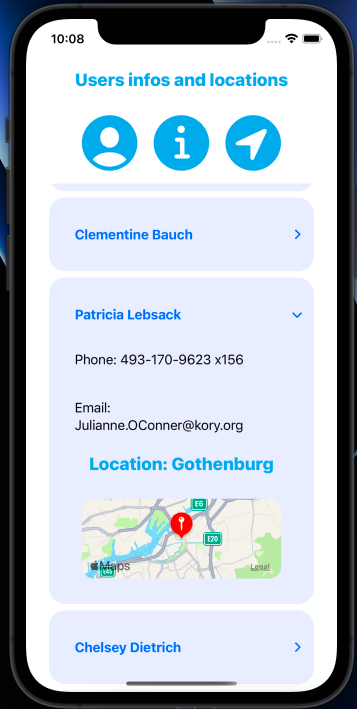 10:08
Users infos and locations
Clementine Bauch
Patricia Lebsack
Phone: 493-170-9623 x156
Email:
Julianne.OConner@kory.org
Location: Gothenburg
E6
E20
Maps
E45
Legal
Chelsey Dietrich